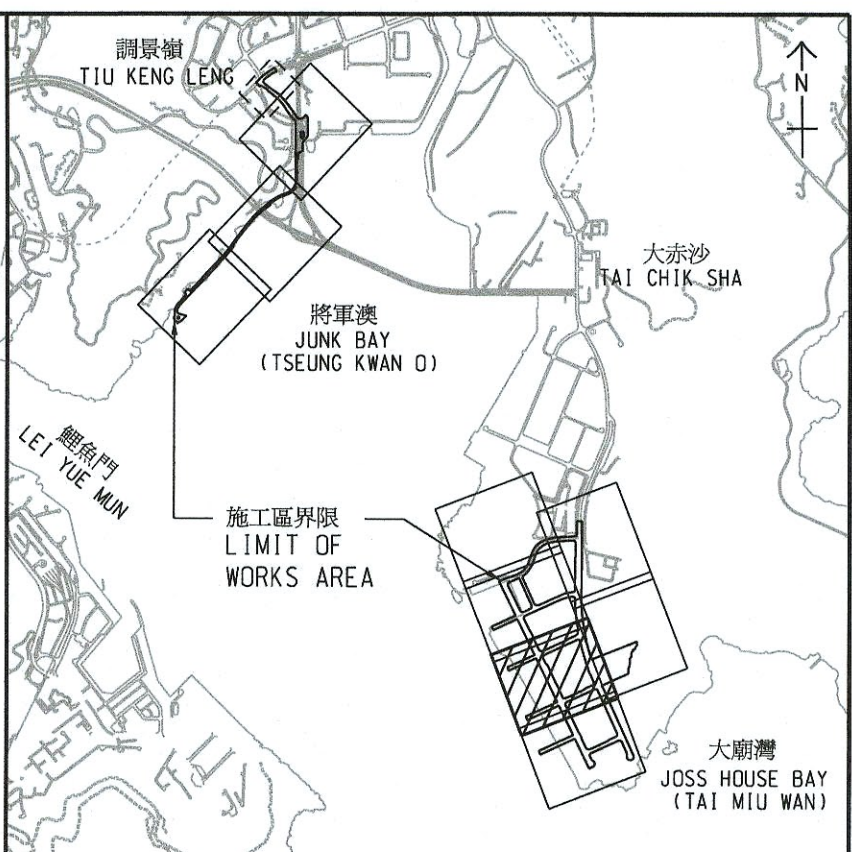 調景嶺
TIU KENG LENG
N
大赤沙
TAI CHIK SHA
將軍澳
JUNK BAY
(TSEUNG KWAN O)
鯉魚門
LEI YUE MUN
施工區界限
LIMIT OF
WORKS AREA
大廟灣
JOSS HOUSE BAY
(TAI MIU WAN)